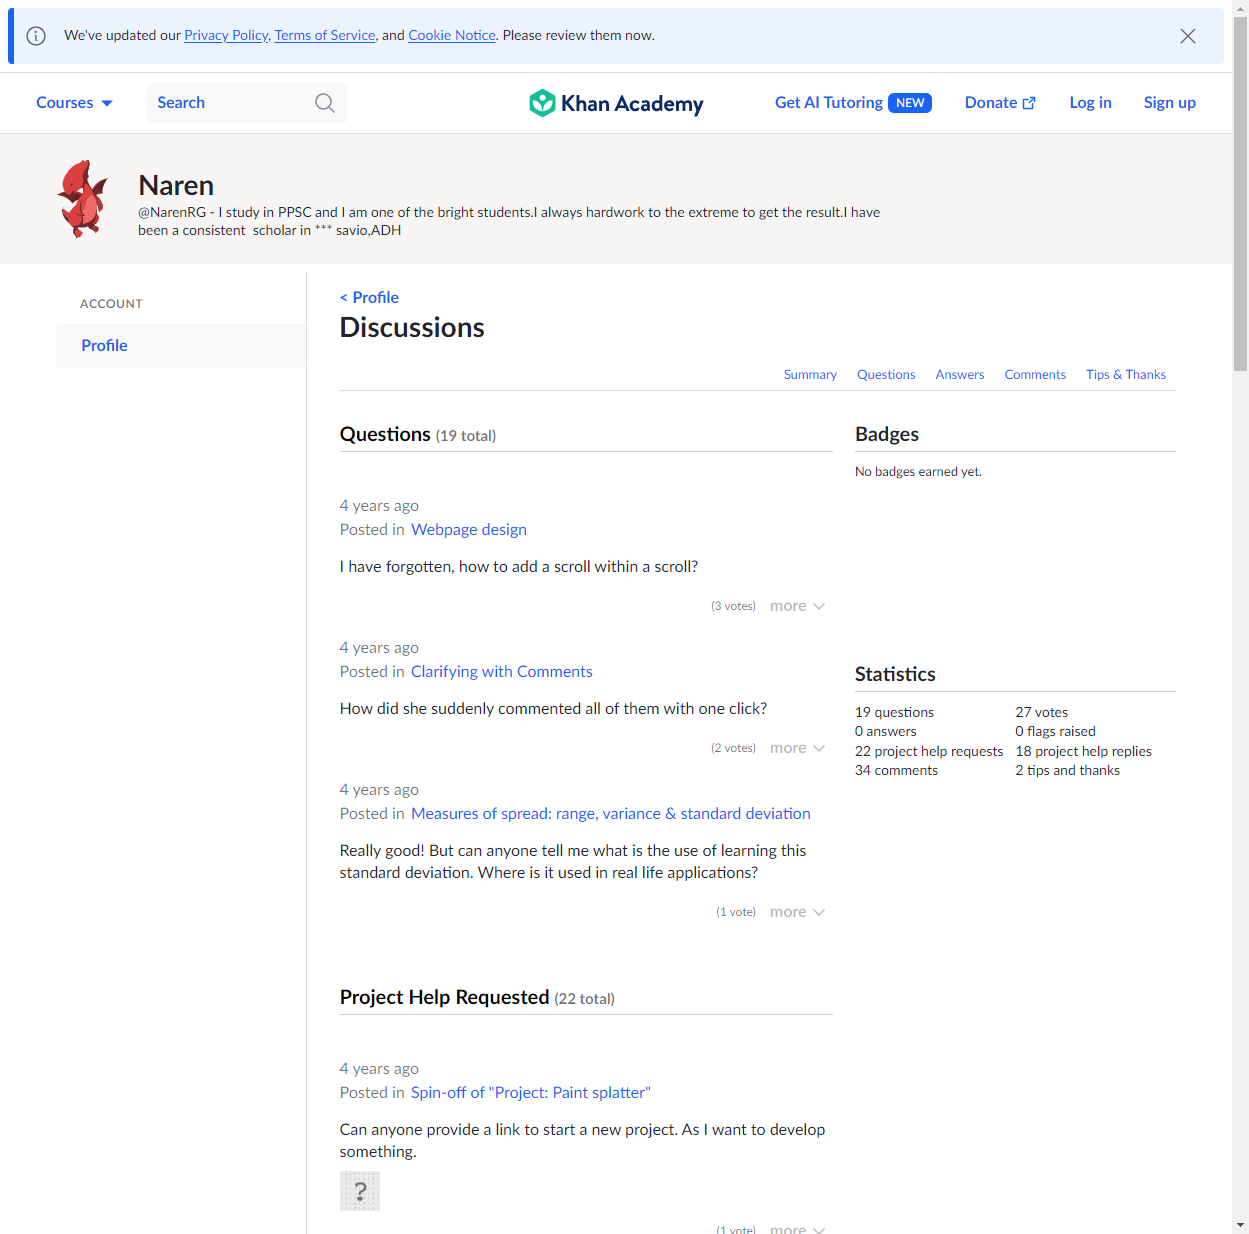 We've updated our Privacy Policy, Terms of Service, and Cookie Notice. Please review them now.
Courses
Search
Khan Academy
Get AI Tutoring NEW
Donate
Log in
Sign up
Naren
@NarenRG - I study in PPSC and I am one of the bright students.I always hardwork to the extreme to get the result.I have
been a consistent scholar in *** savio,ADH
ACCOUNT
Profile
< Profile
Discussions
Summary
Questions
Answers
Comments
Tips & Thanks
Questions (19 total)
4 years ago
Posted in Webpage design
I have forgotten, how to add a scroll within a scroll?
(3 votes) more
4 years ago
Posted in Clarifying with Comments
How did she suddenly commented all of them with one click?
(2 votes) more
4 years ago
Posted in Measures of spread: range, variance & standard deviation
Really good! But can anyone tell me what is the use of learning this
standard deviation. Where is it used in real life applications?
(1 vote) more
Project Help Requested (22 total)
4 years ago
Posted in Spin-off of "Project: Paint splatter"
Can anyone provide a link to start a new project. As I want to develop
something.
?
(1 vote) more
Badges
No badges earned yet.
Statistics
19 questions
27 votes
0 answers
0 flags raised
22 project help requests
18 project help replies
34 comments
2 tips and thanks